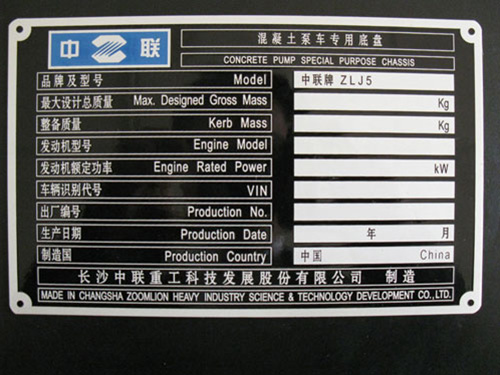 中 联
混凝土泵车专用底盘
CONCRETE PUMP SPECIAL PURPOSE CHASSIS
品牌及型号 Model 中联牌 ZLJ5
最大设计总质量 Max. Designed Gross Mass Kg
整备质量 Kerb Mass Kg
发动机型号 Engine Model
发动机额定功率 Engine Rated Power kW
车辆识别代号 VIN
出厂编号 Production No.
生产日期 Production Date 年 月
制造国 Production Country 中国 China
长沙中联重工科技发展股份有限公司 制造
MADE IN CHANGSHA ZOOMLION HEAVY INDUSTRY SCIENCE & TECHNOLOGY DEVELOPMENT CO.,LTD.